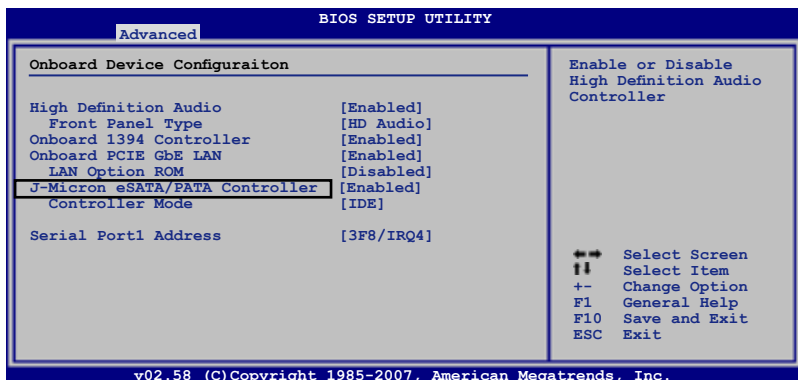 BIOS SETUP UTILITY
Advanced
Onboard Device Configuraiton
High Definition Audio [Enabled]
Front Panel Type [HD Audio]
Onboard 1394 Controller [Enabled]
Onboard PCIE GbE LAN [Enabled]
LAN Option ROM [Disabled]
J-Micron eSATA/PATA Controller [Enabled]
Controller Mode [IDE]
Serial Port1 Address [3F8/IRQ4]
Enable or Disable
High Definition Audio
Controller
←→ Select Screen
↑↓ Select Item
+- Change Option
F1 General Help
F10 Save and Exit
ESC Exit
v02.58 (C)Copyright 1985-2007, American Megatrends, Inc.